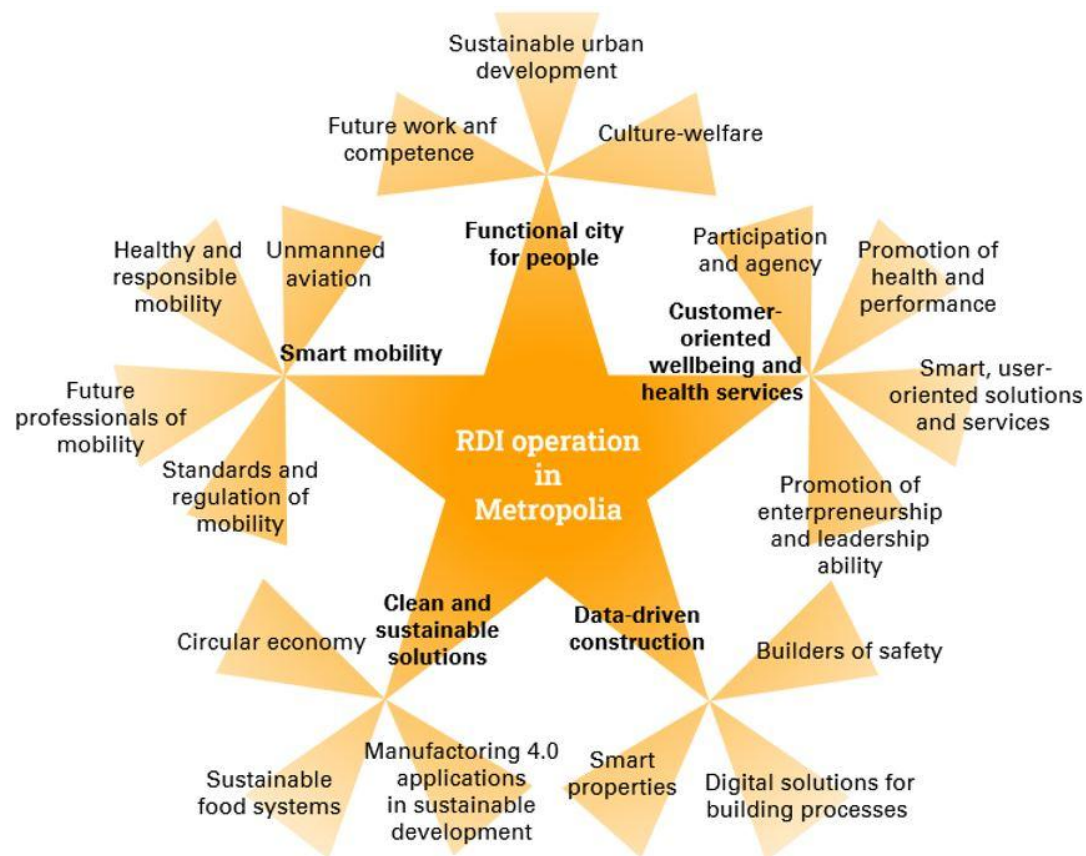 Sustainable urban
development
Future work anf
competence
Culture-welfare
Functional city
for people
Healthy and
responsible
mobility
Unmanned
aviation
Smart mobility
Future
professionals of
mobility
Standards and
regulation of
mobility
Participation
and agency
Promotion of
health and
performance
Customer-
oriented
wellbeing and
health services
Smart, user-
oriented solutions
and services
Promotion of
enterpreneurship
and leadership
ability
RDI operation
in
Metropolia
Clean and
sustainable
solutions
Circular economy
Sustainable
food systems
Manufactoring 4.0
applications
in sustainable
development
Data-driven
construction
Builders of safety
Smart
properties
Digital solutions for
building processes